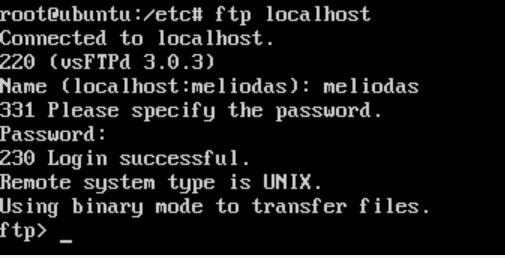 root@ubuntu:/etc# ftp localhost
Connected to localhost.
220 (vsFTPd 3.0.3)
Name (localhost:meliodas): meliodas
331 Please specify the password.
Password:
230 Login successful.
Remote system type is UNIX.
Using binary mode to transfer files.
ftp> _